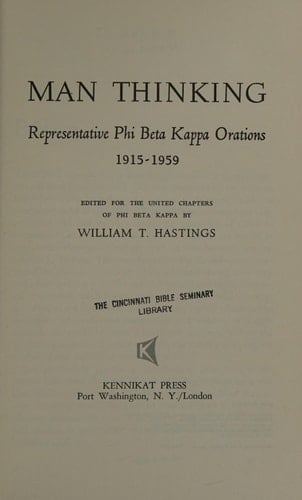 MAN THINKING
Representative Phi Beta Kappa Orations
1915-1959
EDITED FOR THE UNITED CHAPTERS
OF PHI BETA KAPPA BY
WILLIAM T. HASTINGS
THE CINCINNATI BIBLE SEMINARY
LIBRARY
K
KENNIKAT PRESS
Port Washington, N. Y./London